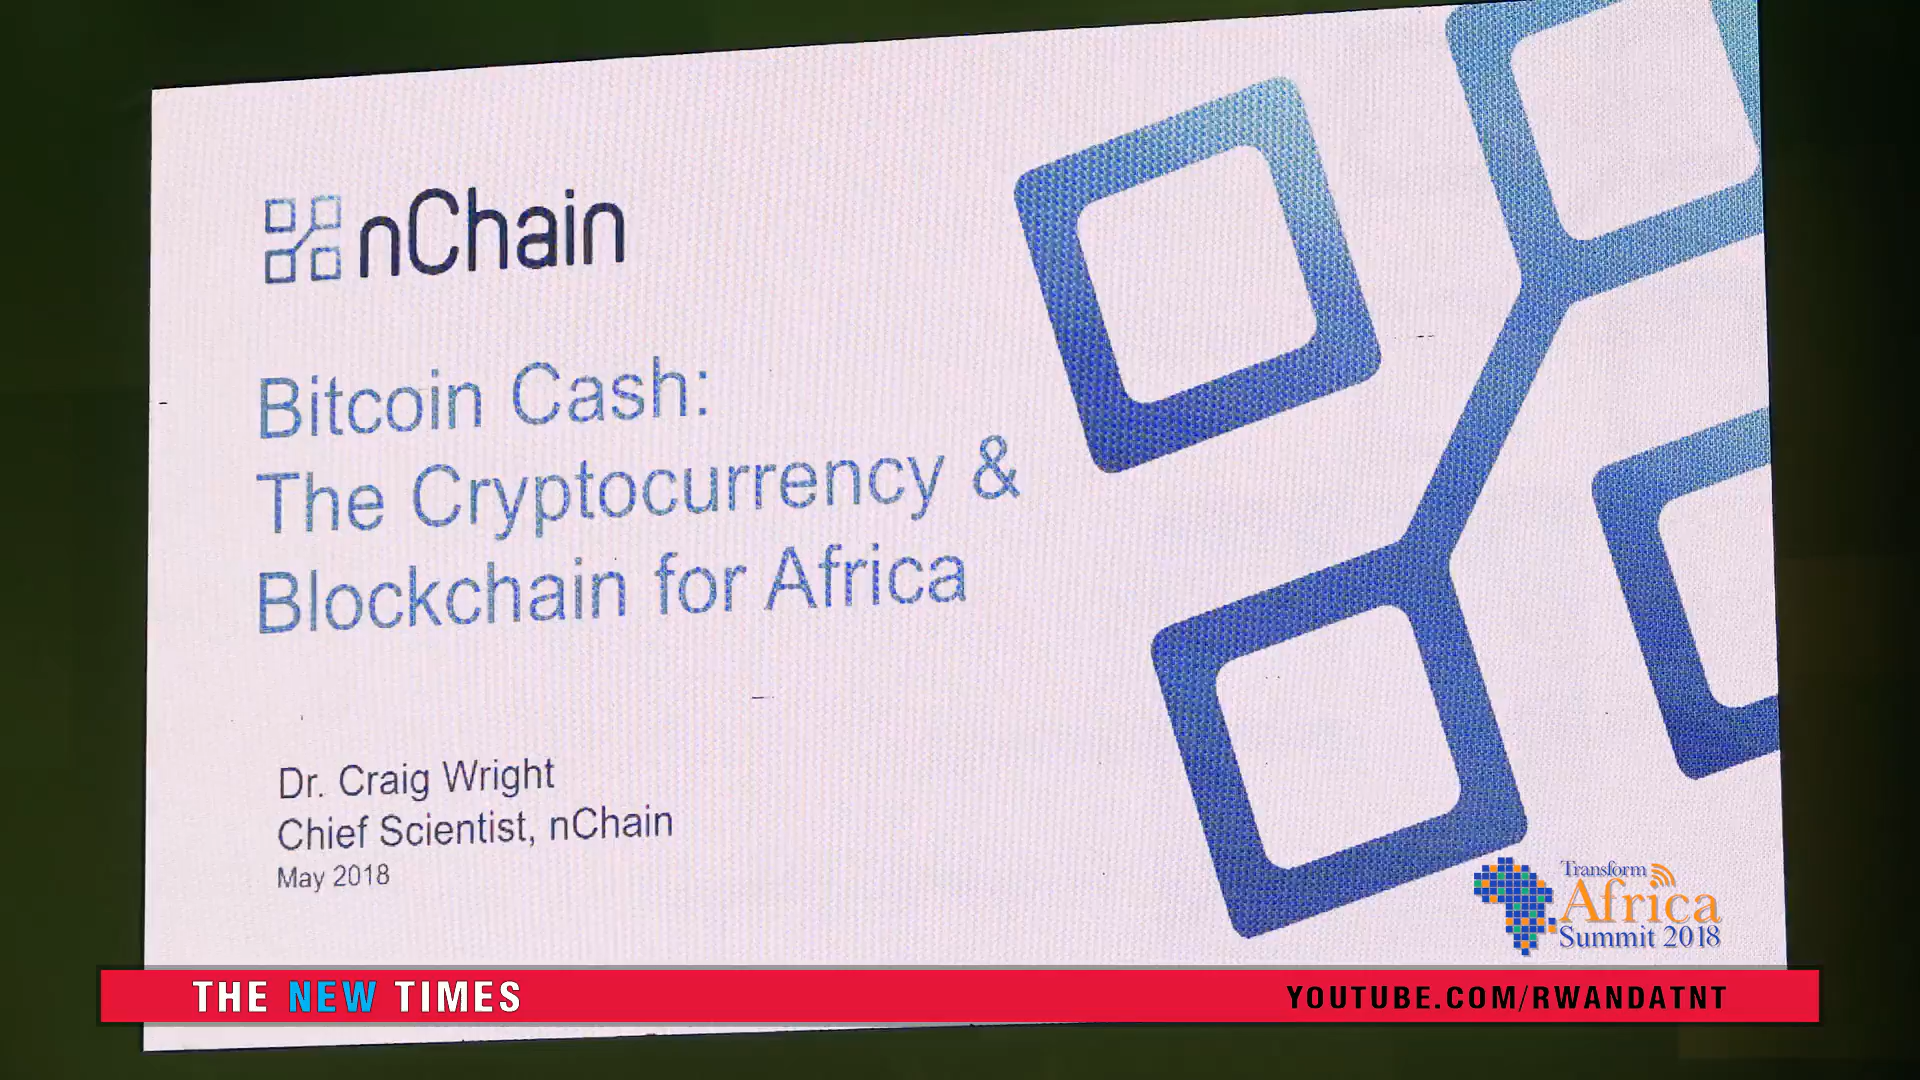 nChain
Bitcoin Cash:
The Cryptocurrency &
Blockchain for Africa
Dr. Craig Wright
Chief Scientist, nChain
May 2018
Transform
Africa
Summit 2018
THE NEW TIMES
YOUTUBE.COM/RWANDATNT